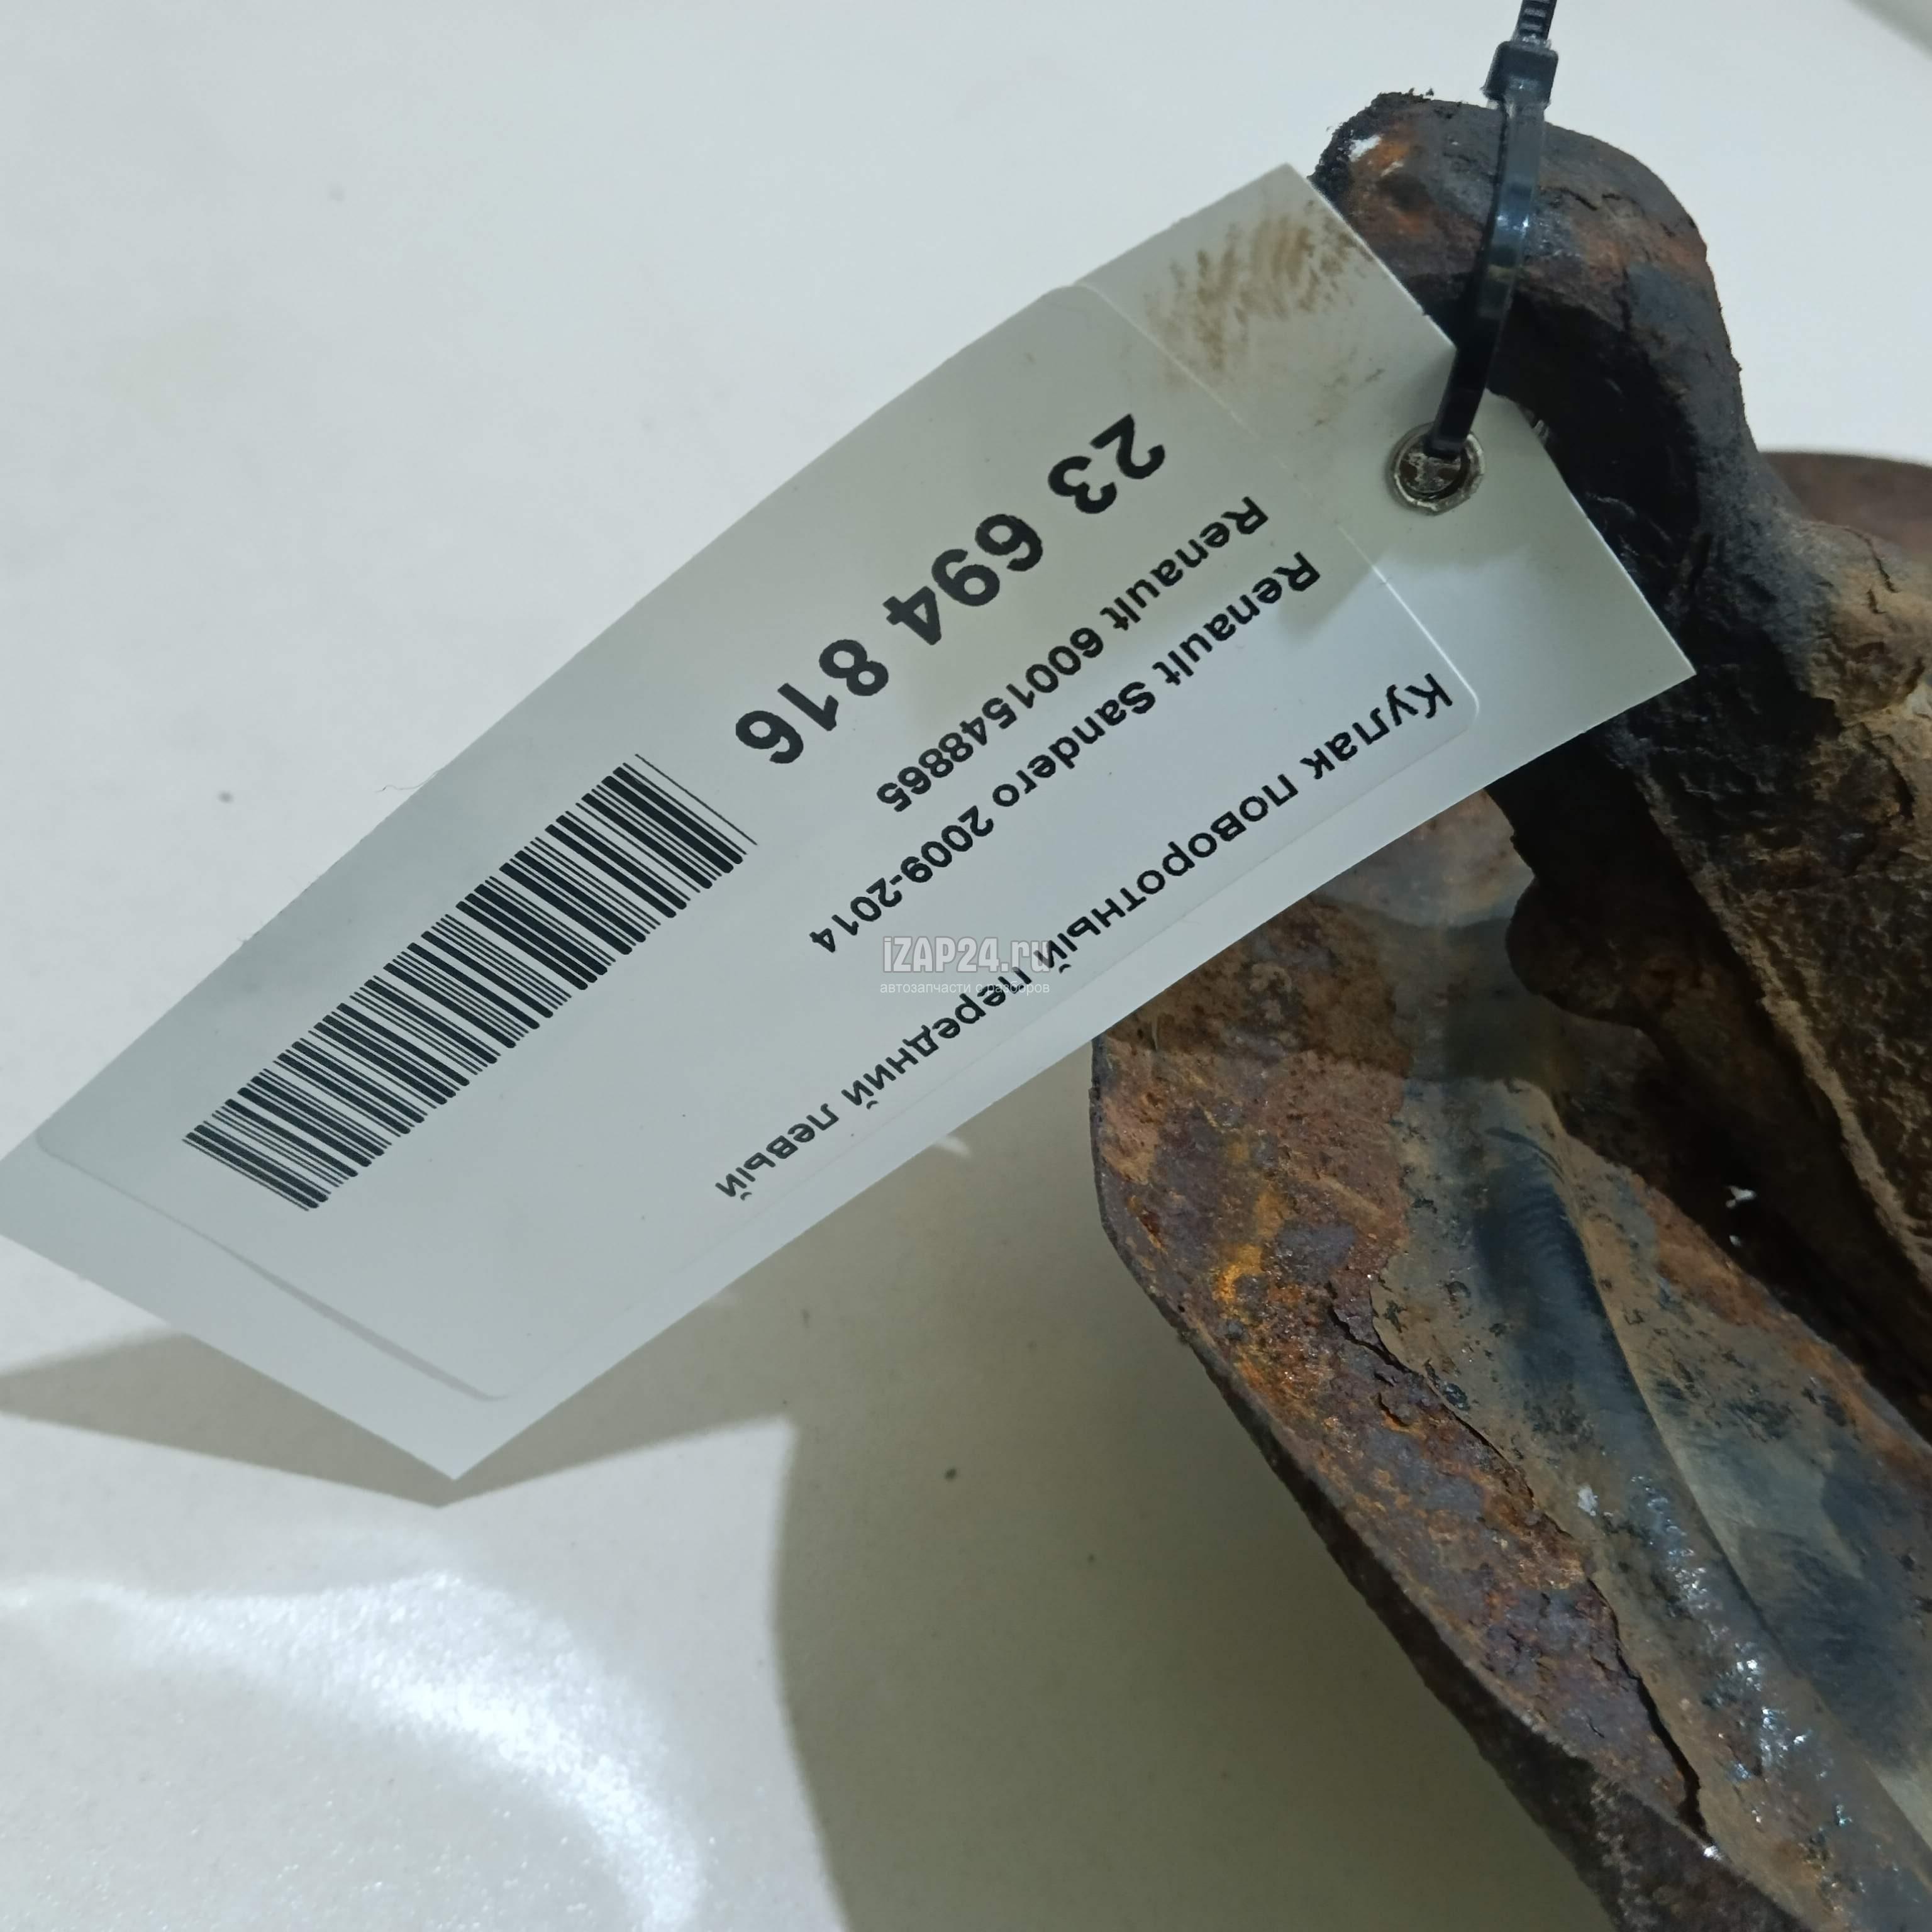 Кулак поворотный передний левый
Renault Sandero 2009-2014
Renault 6001548865
23 694 816
iZAP24.ru
автозапчасти с разборов